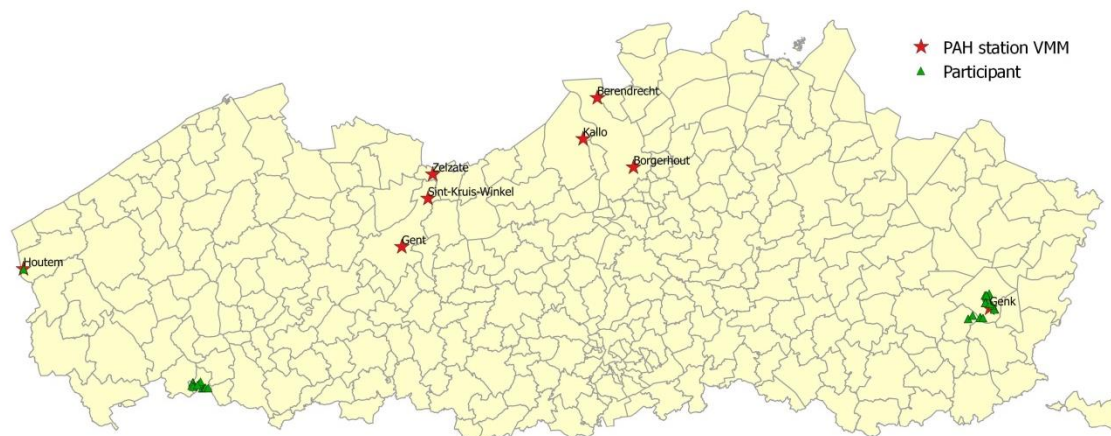 PAH station VMM
Participant
Berendrecht
Kallo
Borgerhout
Zelzate
Sint-Kruis-Winkel
Gent
Houtem
Genk